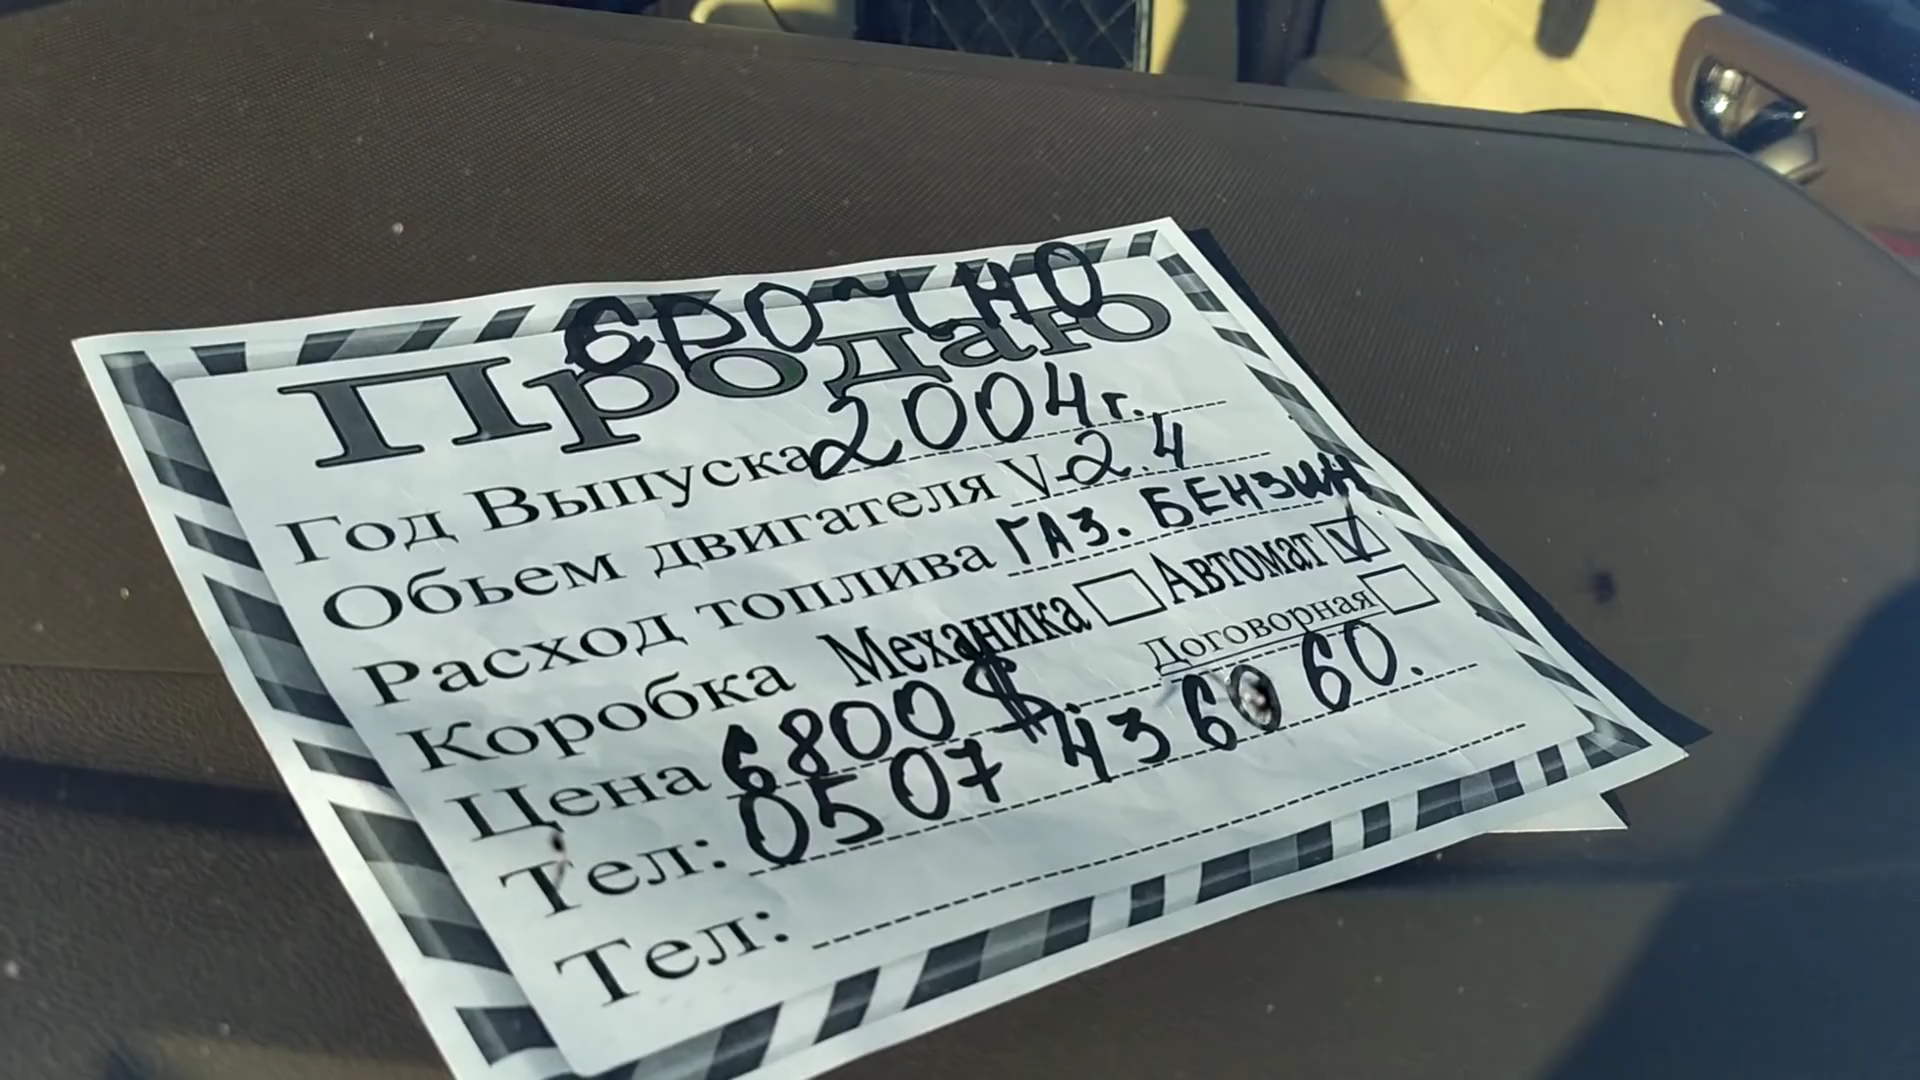 СРОЧНО
Продаю
Год Выпуска 2004 г.
Обьем двигателя V-2.4
Расход топлива ГАЗ. БЕНЗИН
Коробка Механика Автомат V
Договорная
Цена 6800 $
Тел: 0507 43 60 60.
Тел: